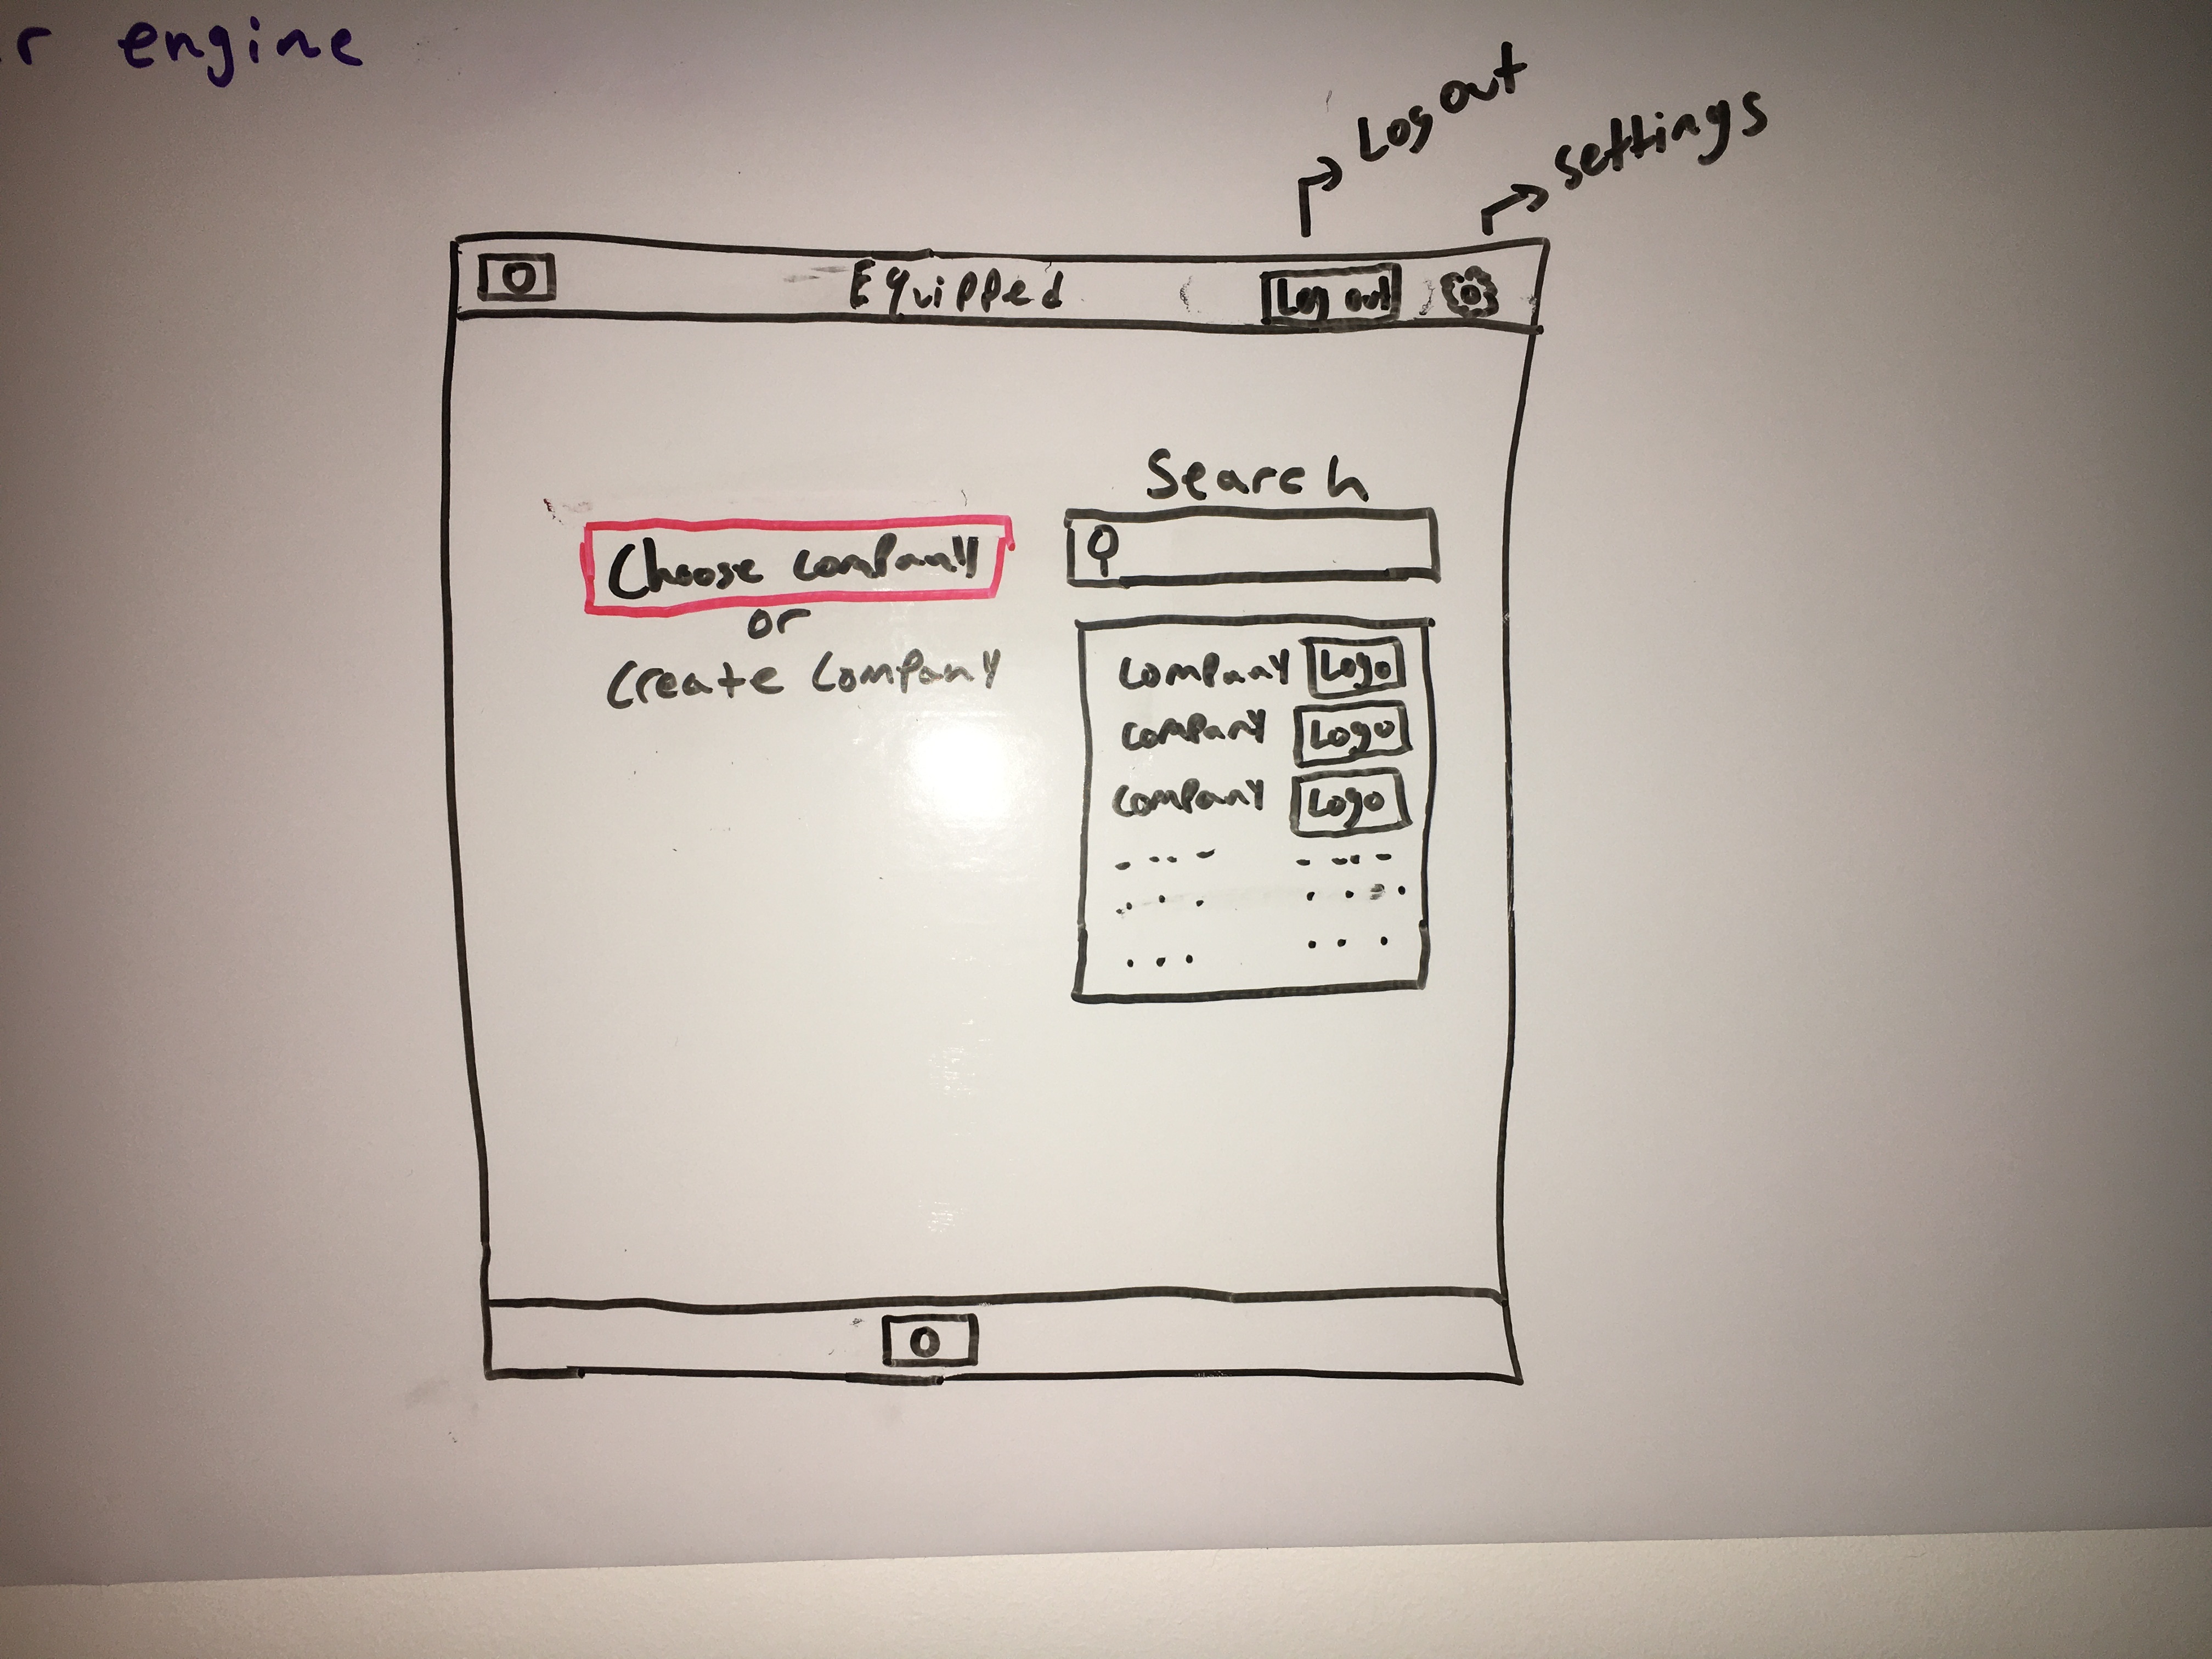 r engine
Log out
settings
O
Equipped
Log out
Search
Choose company
or
create company
company Logo
company Logo
company Logo
O